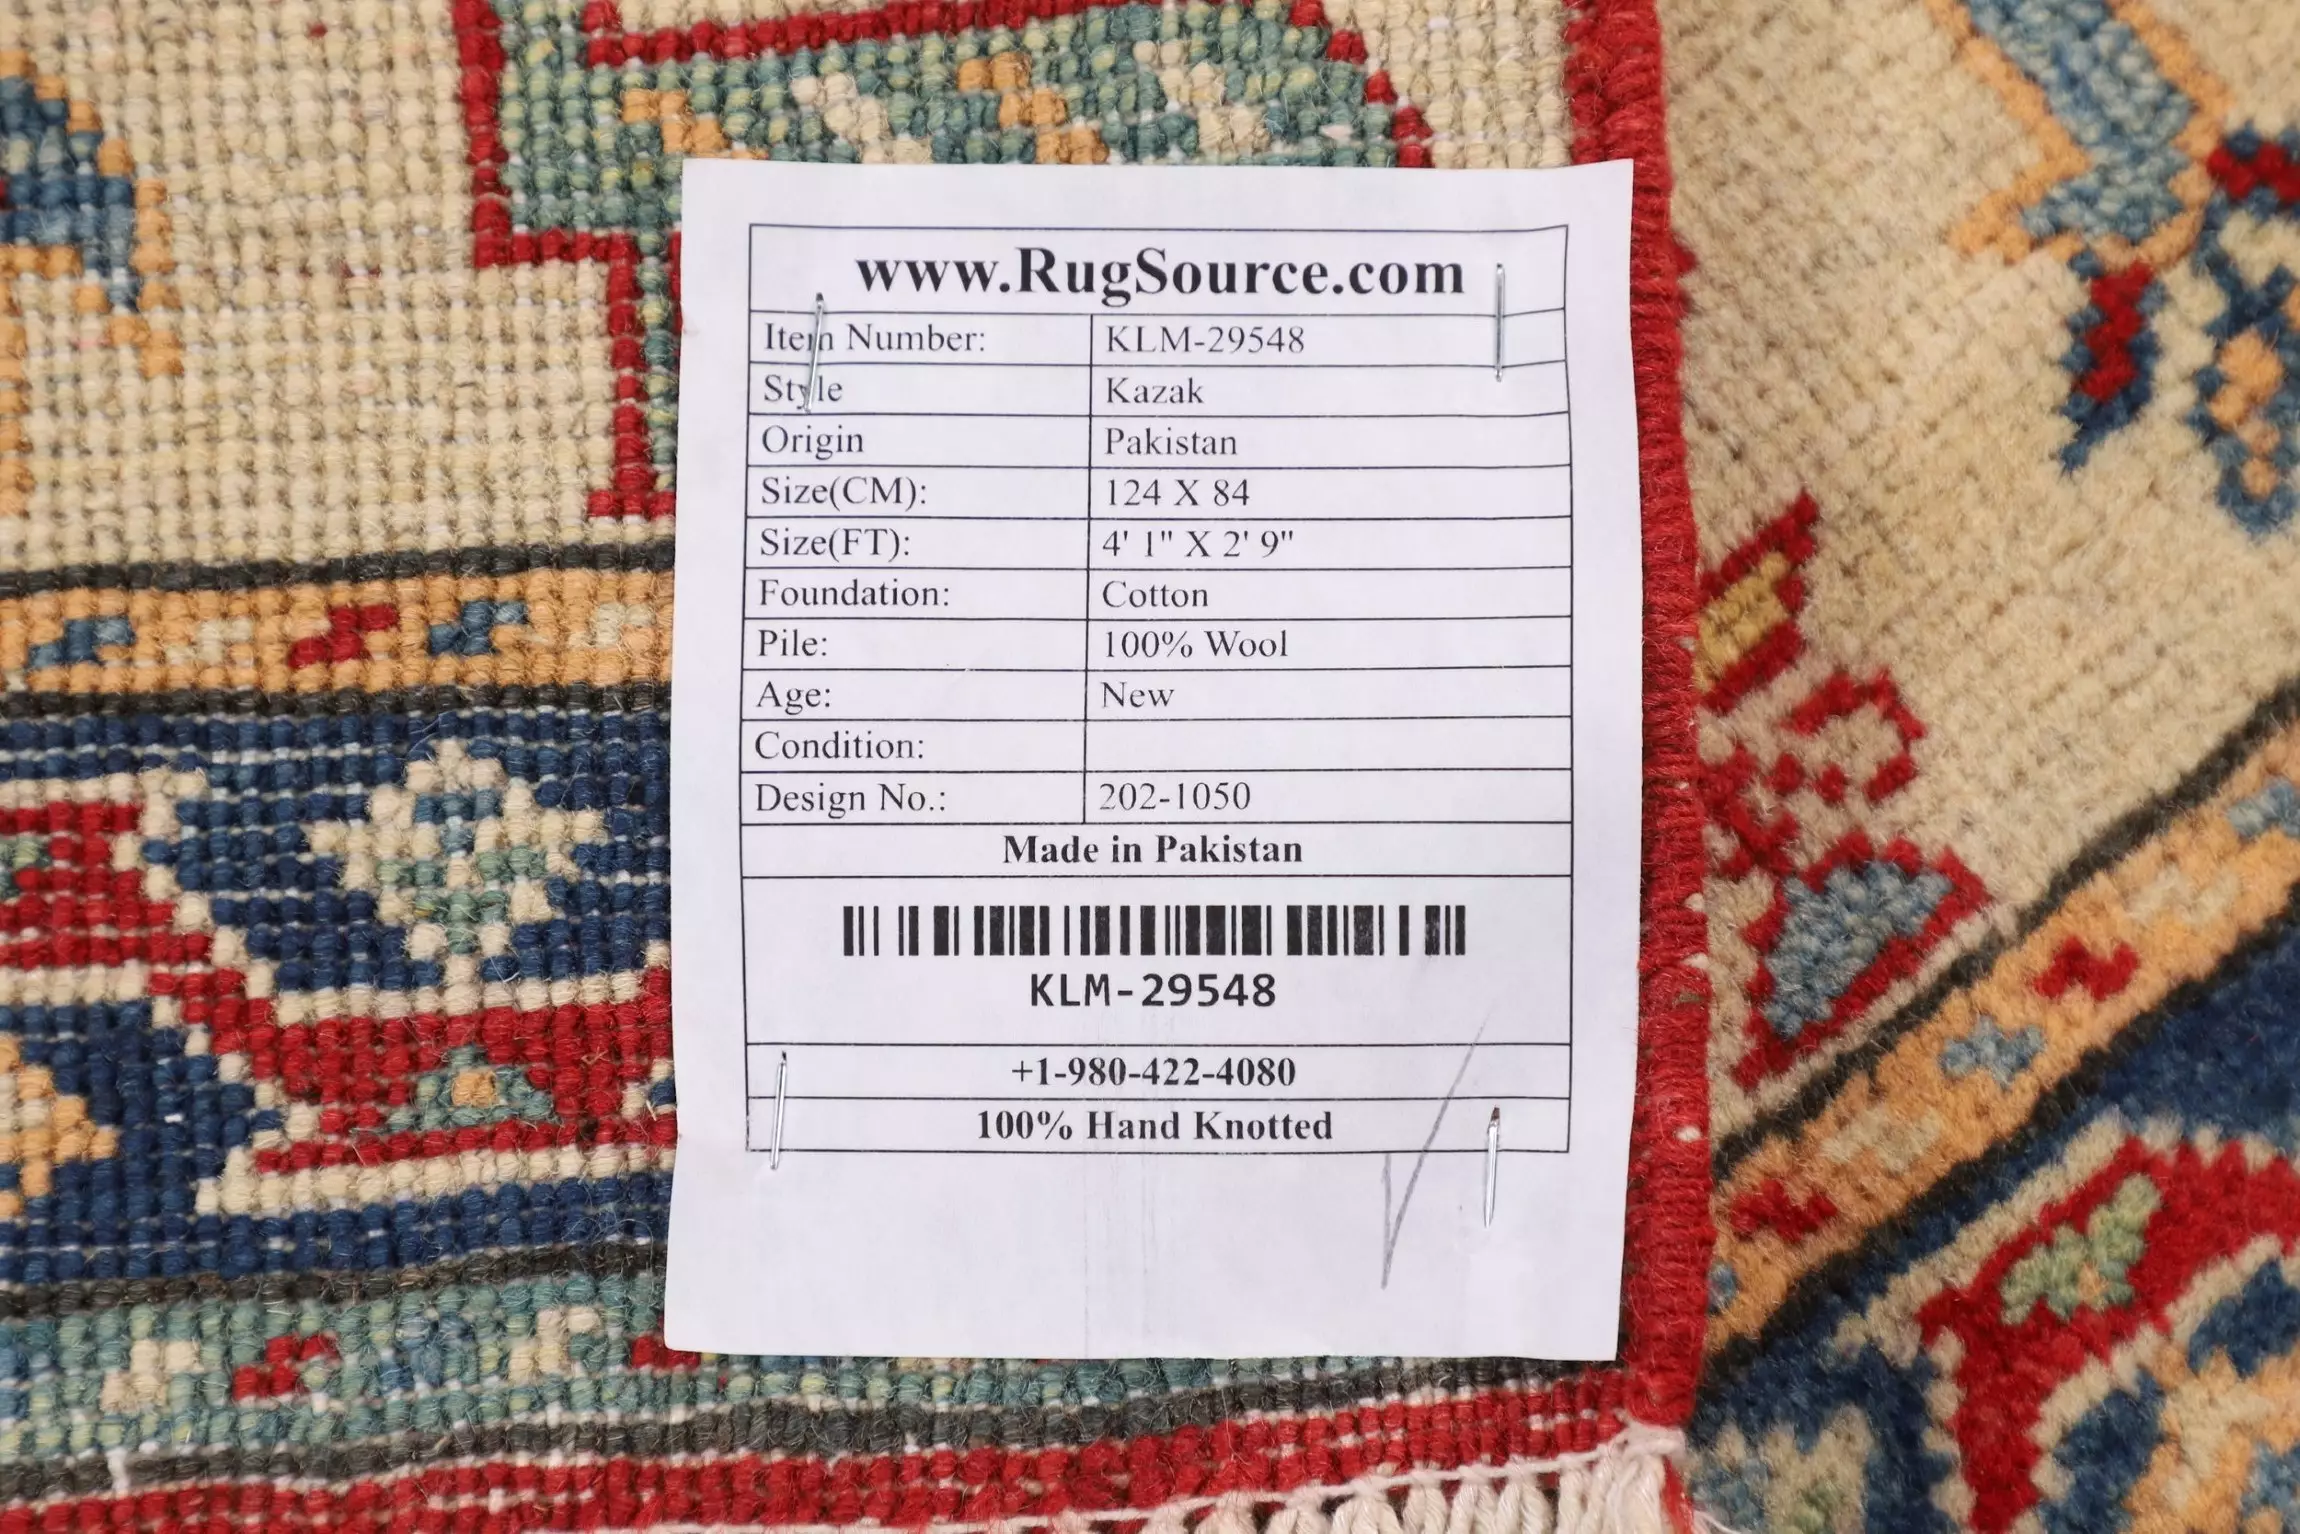 www.RugSource.com
Item Number: KLM-29548
Style Kazak
Origin Pakistan
Size(CM): 124 X 84
Size(FT): 4' 1" X 2' 9"
Foundation: Cotton
Pile: 100% Wool
Age: New
Condition:
Design No.: 202-1050
Made in Pakistan
KLM-29548
+1-980-422-4080
100% Hand Knotted